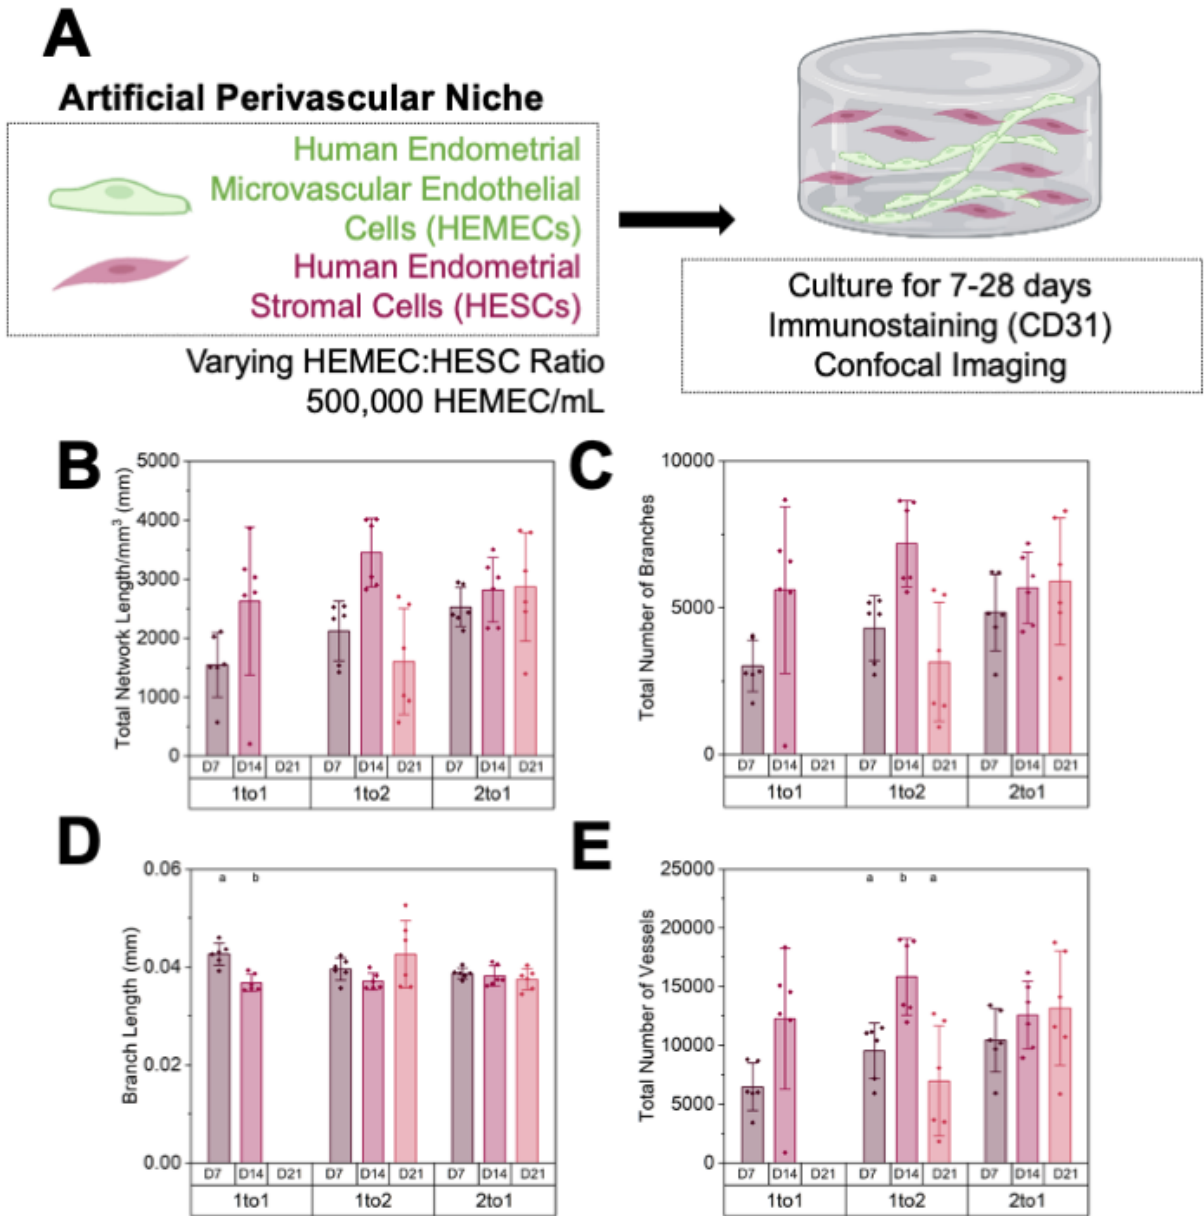 A
Artificial Perivascular Niche
Human Endometrial
Microvascular Endothelial
Cells (HEMECs)
Human Endometrial
Stromal Cells (HESCs)
Varying HEMEC:HESC Ratio
500,000 HEMEC/mL
Culture for 7-28 days
Immunostaining (CD31)
Confocal Imaging
B
Total Network Length/mm³ (mm)
5000
4000
3000
2000
1000
0
D7 D14 D21 D7 D14 D21 D7 D14 D21
1to1 1to2 2to1
C
Total Number of Branches
10000
5000
0
D7 D14 D21 D7 D14 D21 D7 D14 D21
1to1 1to2 2to1
D
Branch Length (mm)
0.06
0.04
0.02
0.00
a b
D7 D14 D21 D7 D14 D21 D7 D14 D21
1to1 1to2 2to1
E
Total Number of Vessels
25000
20000
15000
10000
5000
0
a b a
D7 D14 D21 D7 D14 D21 D7 D14 D21
1to1 1to2 2to1